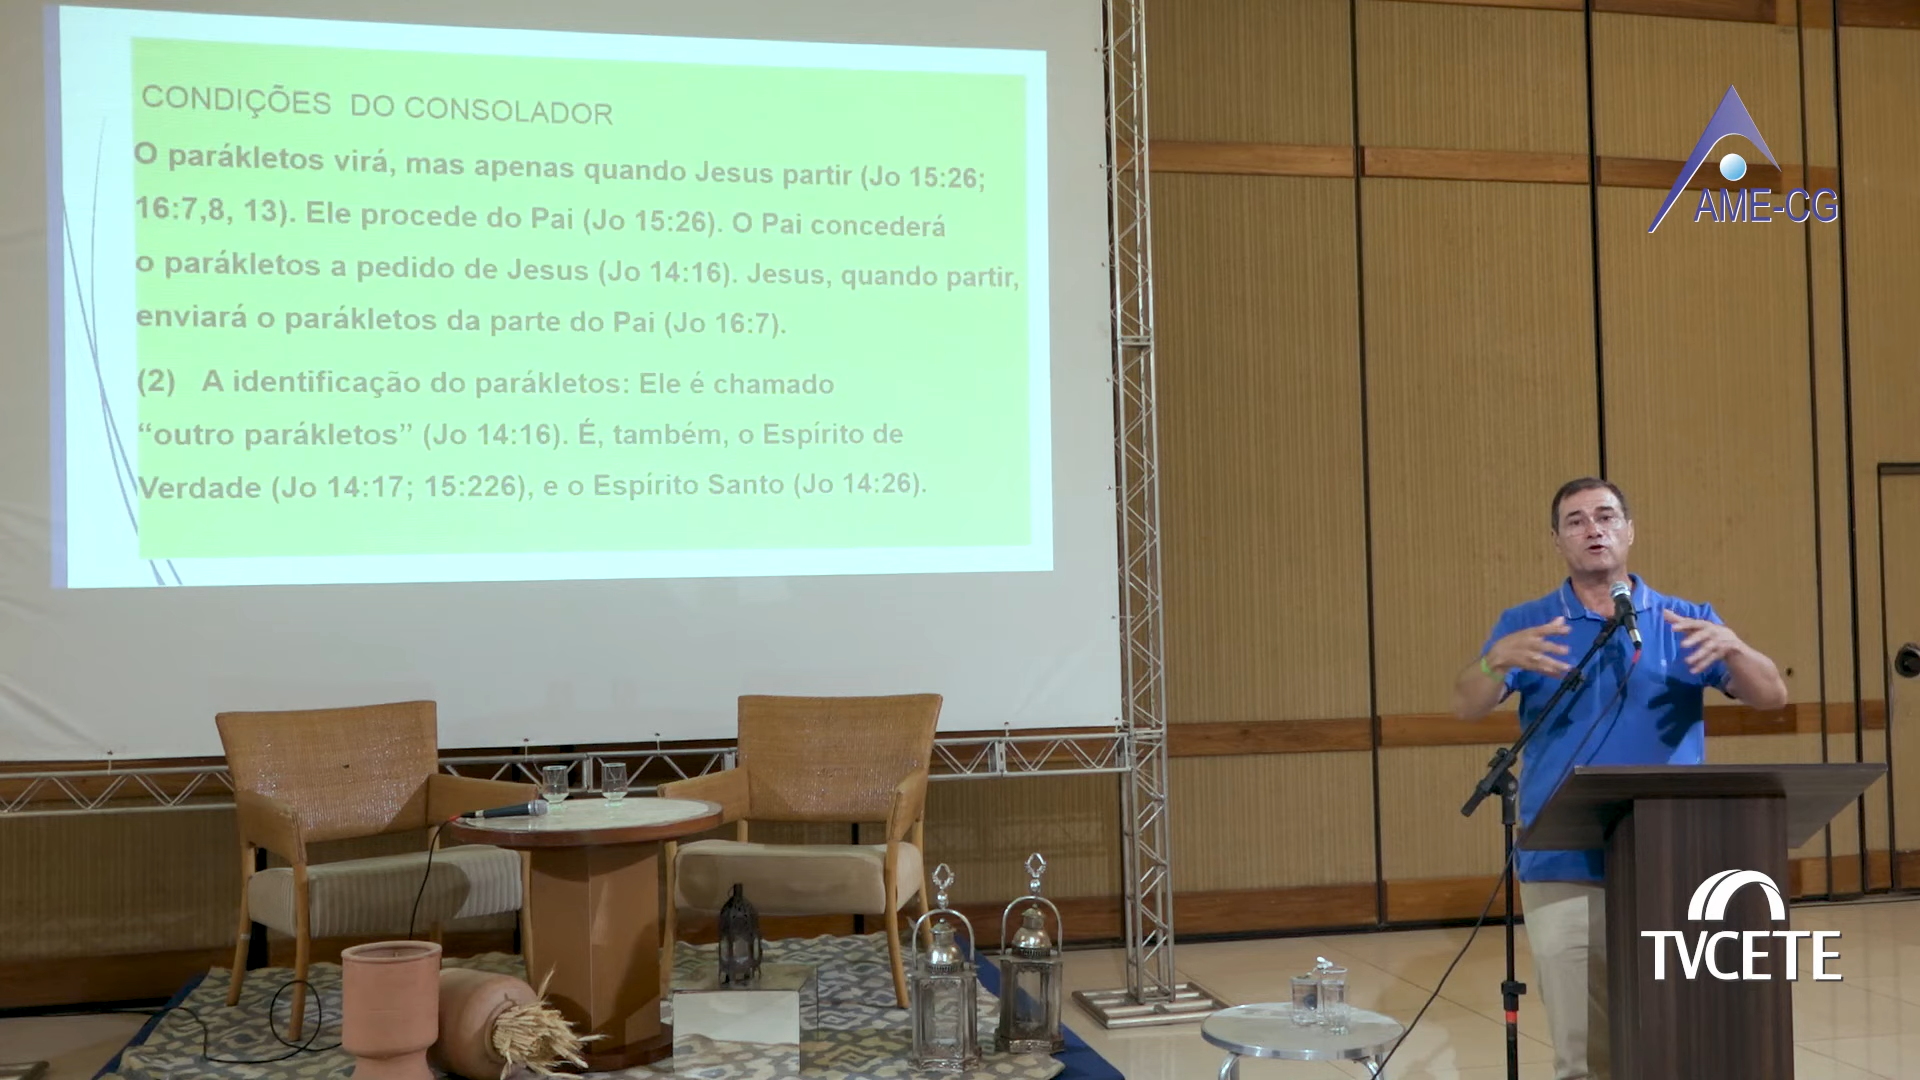 CONDIÇÕES DO CONSOLADOR
O parákletos virá, mas apenas quando Jesus partir (Jo 15:26;
16:7,8, 13). Ele procede do Pai (Jo 15:26). O Pai concederá
o parákletos a pedido de Jesus (Jo 14:16). Jesus, quando partir,
enviará o parákletos da parte do Pai (Jo 16:7).
(2) A identificação do parákletos: Ele é chamado
“outro parákletos” (Jo 14:16). É, também, o Espírito de
Verdade (Jo 14:17; 15:226), e o Espírito Santo (Jo 14:26).
AME-CG
TVCETE